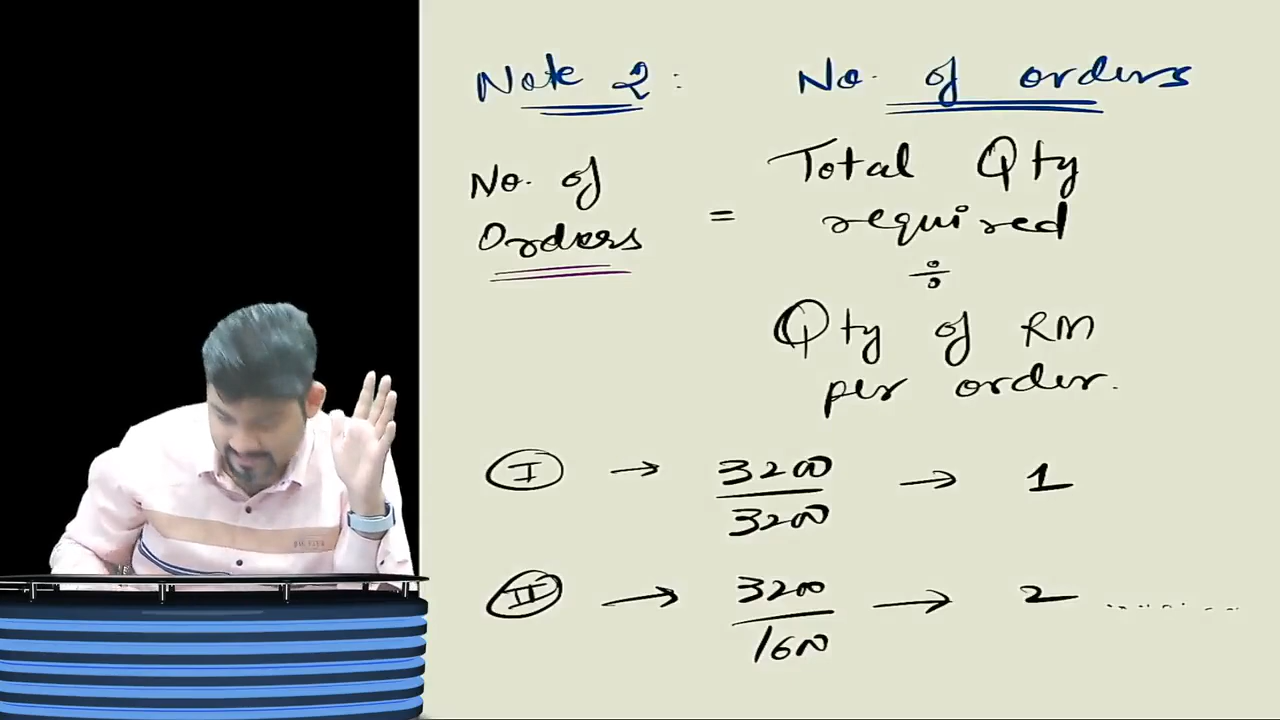 Note 2: No. of orders
No. of Orders = Total Qty required
÷
Qty of RM per order.
I → 3200/3200 → 1
II → 3200/1600 → 2 ..........